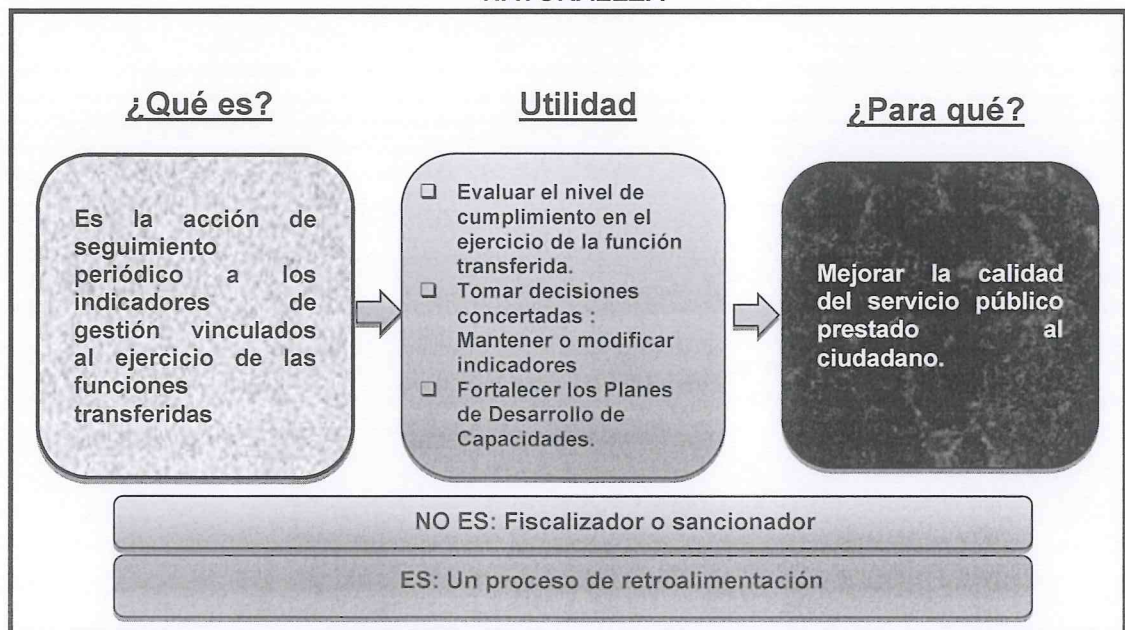 ¿Qué es?
Es la acción de
seguimiento
periódico a los
indicadores de
gestión vinculados
al ejercicio de las
funciones
transferidas
Utilidad
❑ Evaluar el nivel de
cumplimiento en el
ejercicio de la función
transferida.
❑ Tomar decisiones
concertadas :
Mantener o modificar
indicadores
❑ Fortalecer los Planes
de Desarrollo de
Capacidades.
¿Para qué?
Mejorar la calidad
del servicio público
prestado al
ciudadano.
NO ES: Fiscalizador o sancionador
ES: Un proceso de retroalimentación